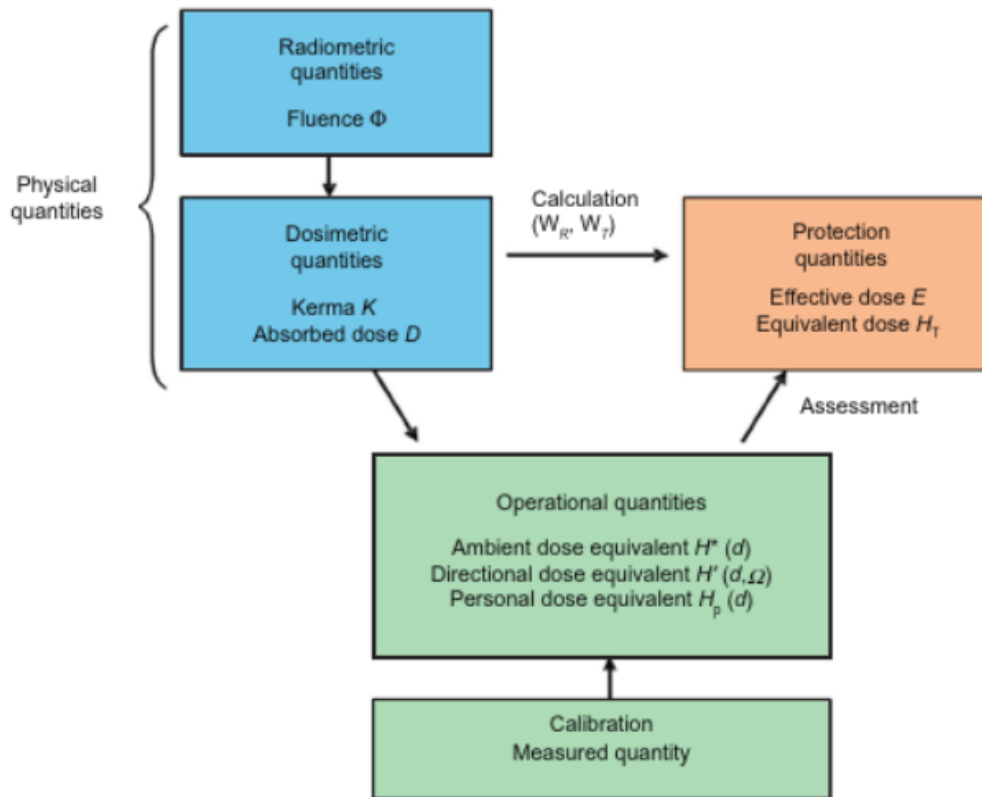 Radiometric
quantities
Fluence Φ
Physical
quantities
Dosimetric
quantities
Kerma K
Absorbed dose D
Calculation
(W_R, W_T)
Protection
quantities
Effective dose E
Equivalent dose H_T
Assessment
Operational quantities
Ambient dose equivalent H* (d)
Directional dose equivalent H' (d,Ω)
Personal dose equivalent H_p (d)
Calibration
Measured quantity